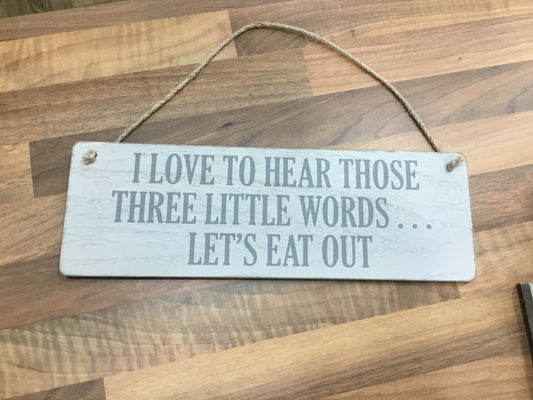 I LOVE TO HEAR THOSE
THREE LITTLE WORDS...
LET'S EAT OUT